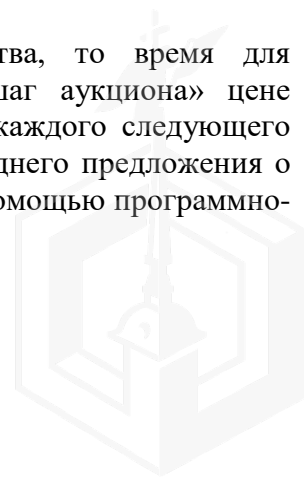 тва, то время для
шаг аукциона» цене
каждого следующего
днего предложения о
омощью программно-